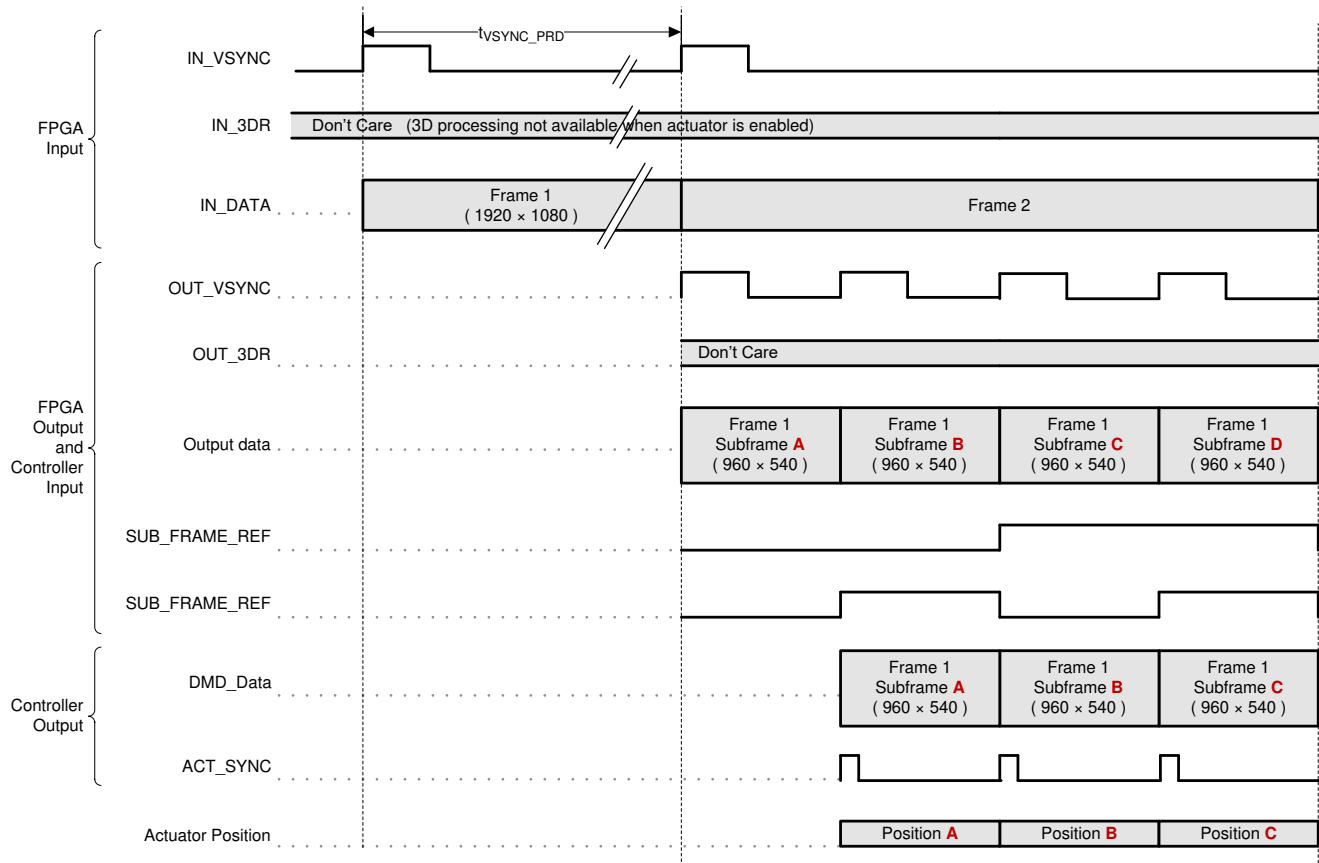 tVSYNC_PRD
IN_VSYNC
FPGA
Input
IN_3DR
Don't Care (3D processing not available when actuator is enabled)
IN_DATA
Frame 1
( 1920 × 1080 )
Frame 2
FPGA
Output
and
Controller
Input
OUT_VSYNC
OUT_3DR
Don't Care
Output data
Frame 1
Subframe A
( 960 × 540 )
Frame 1
Subframe B
( 960 × 540 )
Frame 1
Subframe C
( 960 × 540 )
Frame 1
Subframe D
( 960 × 540 )
SUB_FRAME_REF
SUB_FRAME_REF
Controller
Output
DMD_Data
Frame 1
Subframe A
( 960 × 540 )
Frame 1
Subframe B
( 960 × 540 )
Frame 1
Subframe C
( 960 × 540 )
ACT_SYNC
Actuator Position
Position A
Position B
Position C